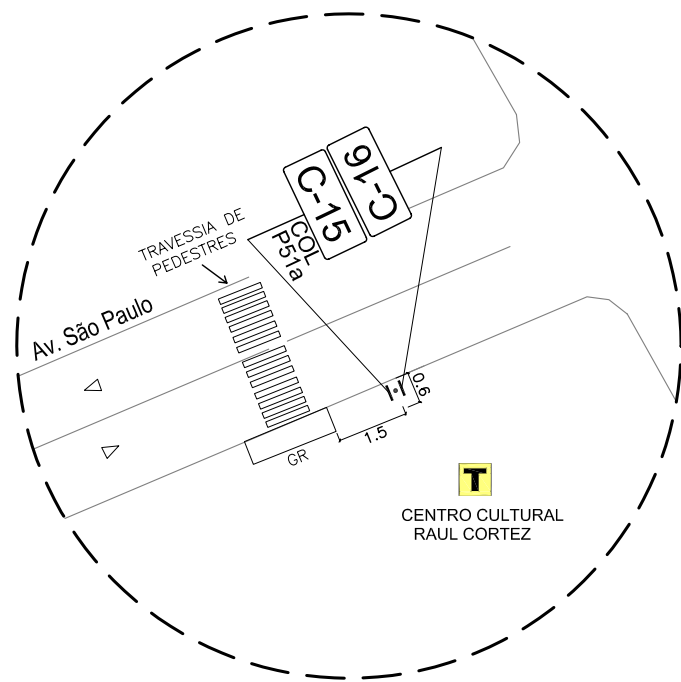 C-16
C-15
COL
P51a
TRAVESSIA DE
PEDESTRES
Av. São Paulo
0.6
1.5
GR
T
CENTRO CULTURAL
RAUL CORTEZ